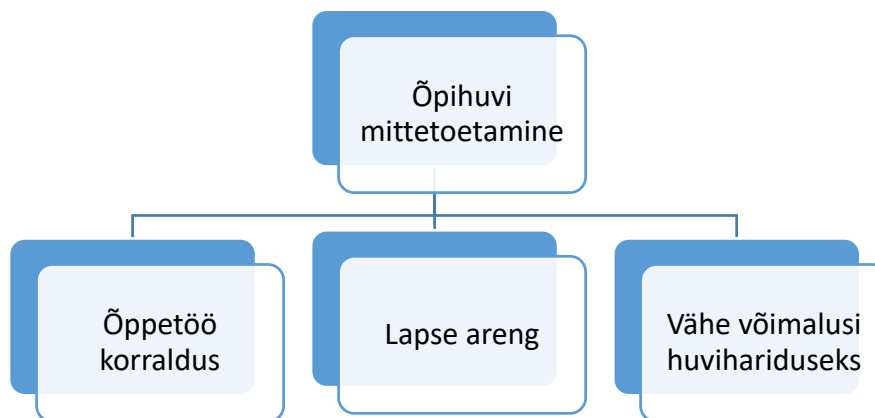 Õpihuvi
mittetoetamine
Õppetöö
korraldus
Lapse areng
Vähe võimalusi
huvihariduseks